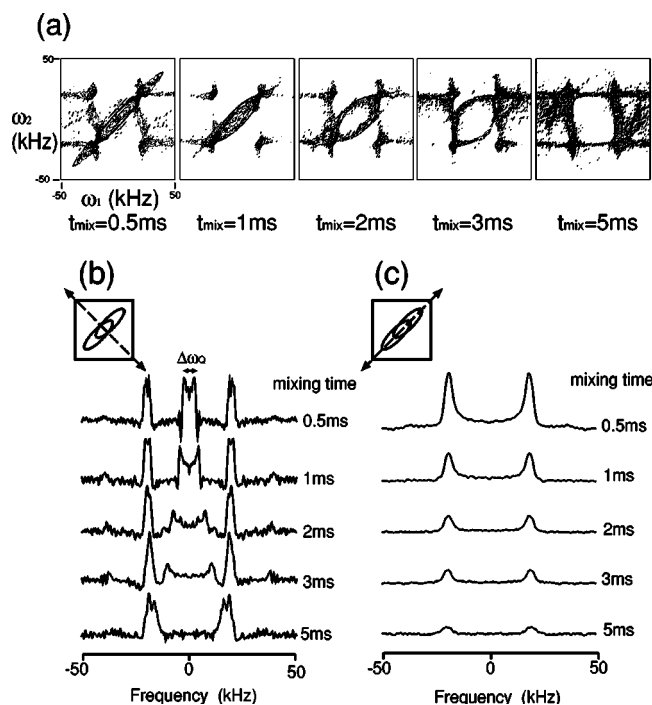 (a)
50
ω₂
(kHz)
-50
-50 ω₁ (kHz) 50
tmix=0.5ms tmix=1ms tmix=2ms tmix=3ms tmix=5ms
(b) (c)
ΔωQ
mixing time mixing time
0.5ms 0.5ms
1ms 1ms
2ms 2ms
3ms 3ms
5ms 5ms
-50 0 50 -50 0 50
Frequency (kHz) Frequency (kHz)